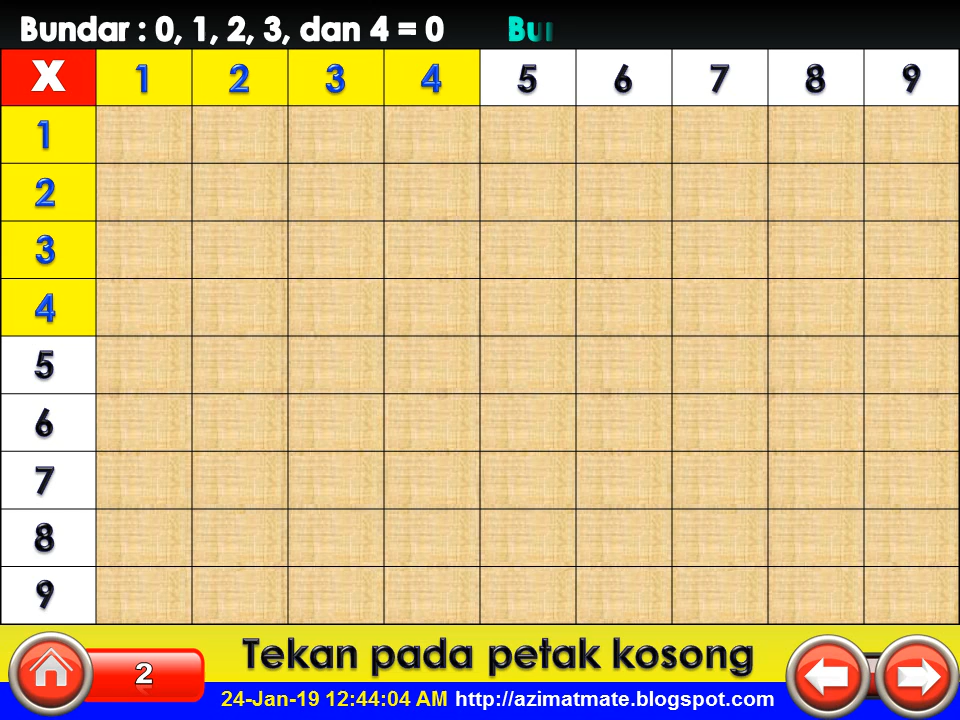 Bundar : 0, 1, 2, 3, dan 4 = 0 Bu
X 1 2 3 4 5 6 7 8 9
1
2
3
4
5
6
7
8
9
Tekan pada petak kosong
2
24-Jan-19 12:44:04 AM http://azimatmate.blogspot.com